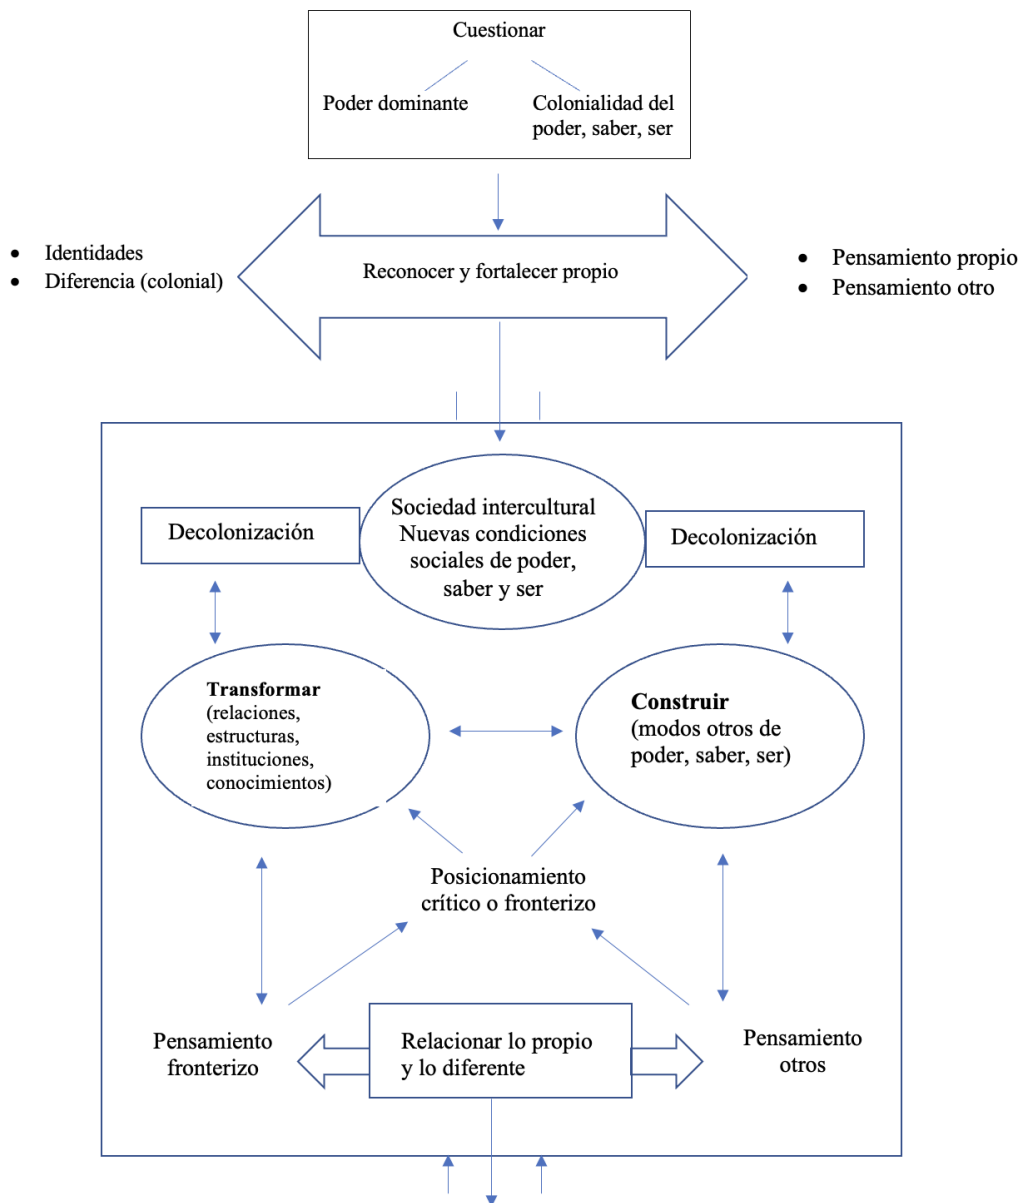 Cuestionar
Poder dominante
Colonialidad del
poder, saber, ser
• Identidades
• Diferencia (colonial)
Reconocer y fortalecer propio
• Pensamiento propio
• Pensamiento otro
Sociedad intercultural
Nuevas condiciones
sociales de poder,
saber y ser
Decolonización
Decolonización
Transformar
(relaciones,
estructuras,
instituciones,
conocimientos)
Construir
(modos otros de
poder, saber, ser)
Posicionamiento
crítico o fronterizo
Pensamiento
fronterizo
Relacionar lo propio
y lo diferente
Pensamiento
otros